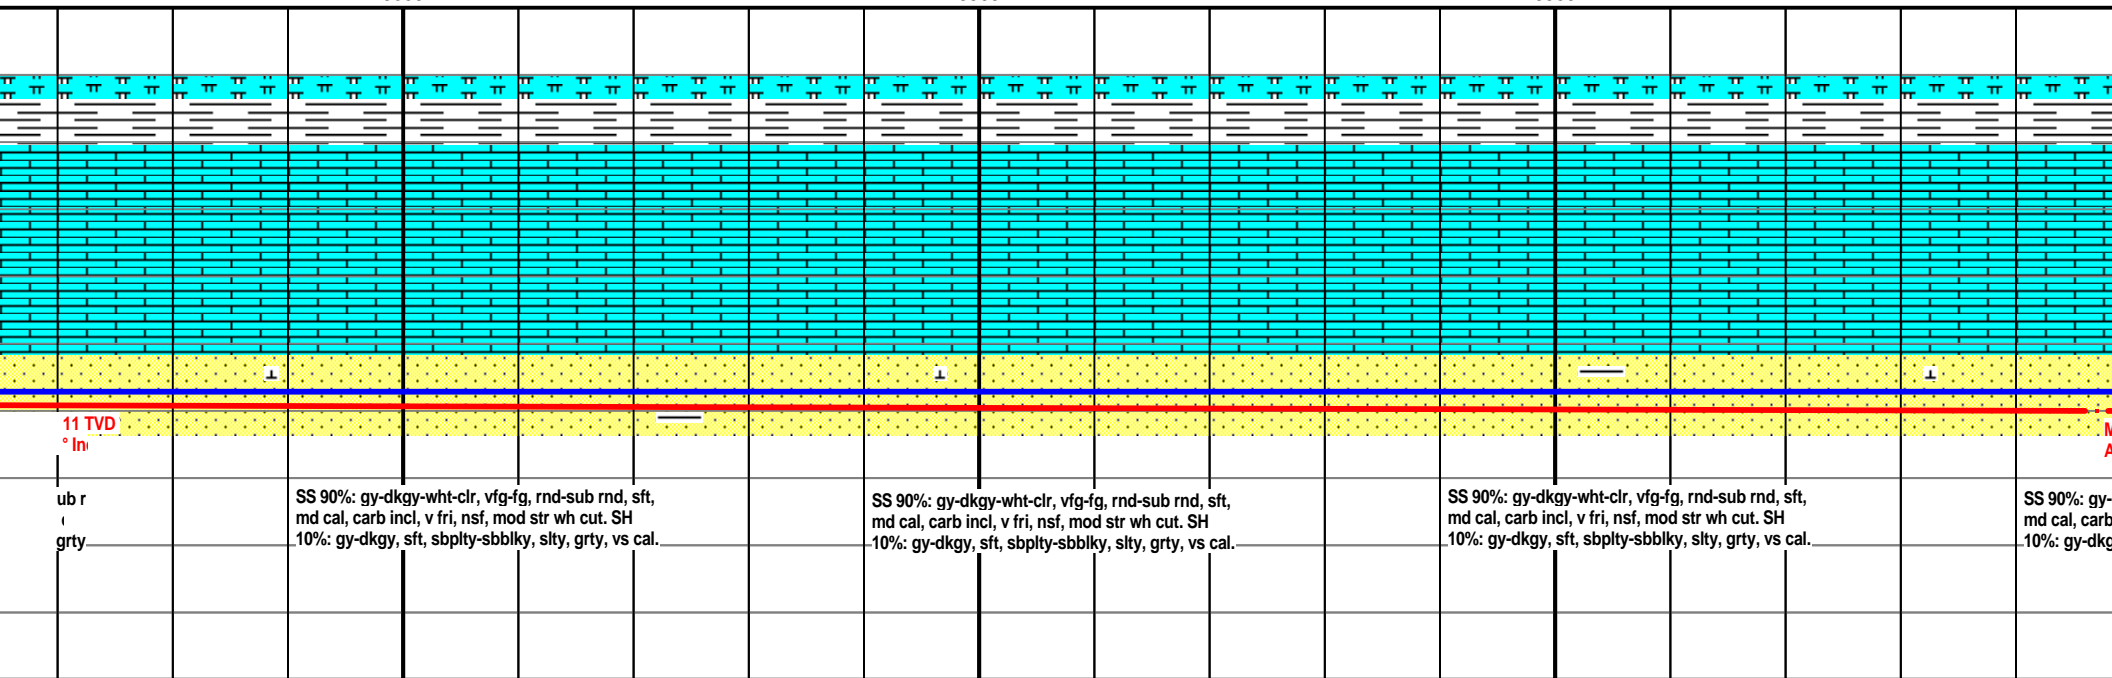 11 TVD
° In
ub r
grty
SS 90%: gy-dkgy-wht-clr, vfg-fg, rnd-sub rnd, sft,
md cal, carb incl, v fri, nsf, mod str wh cut. SH
10%: gy-dkgy, sft, sbplty-sbblky, slty, grty, vs cal.
SS 90%: gy-dkgy-wht-clr, vfg-fg, rnd-sub rnd, sft,
md cal, carb incl, v fri, nsf, mod str wh cut. SH
10%: gy-dkgy, sft, sbplty-sbblky, slty, grty, vs cal.
SS 90%: gy-dkgy-wht-clr, vfg-fg, rnd-sub rnd, sft,
md cal, carb incl, v fri, nsf, mod str wh cut. SH
10%: gy-dkgy, sft, sbplty-sbblky, slty, grty, vs cal.
SS 90%: gy-
md cal, carb
10%: gy-dkg